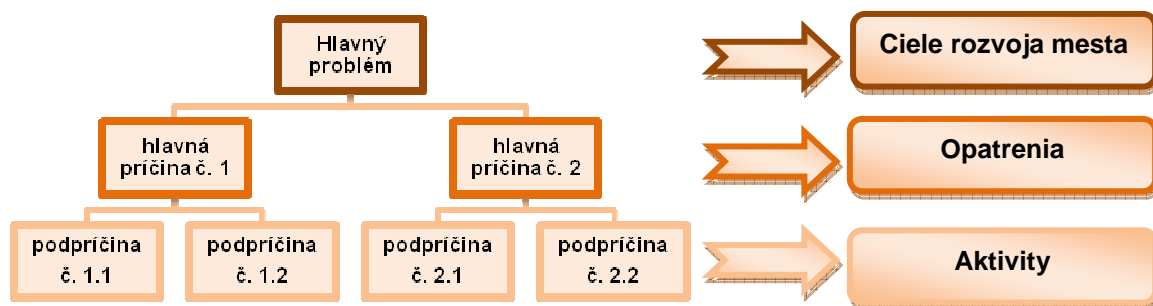 Hlavný
problém
Ciele rozvoja mesta
hlavná
príčina č. 1
hlavná
príčina č. 2
Opatrenia
podpríčina
č. 1.1
podpríčina
č. 1.2
podpríčina
č. 2.1
podpríčina
č. 2.2
Aktivity